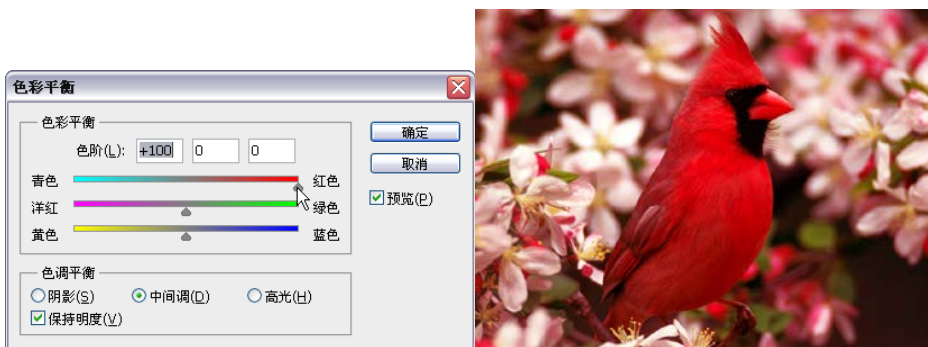 色彩平衡
色彩平衡
色阶(L): +100 0 0
青色 红色
洋红 绿色
黄色 蓝色
色调平衡
阴影(S) 中间调(D) 高光(H)
保持明度(V)
确定
取消
预览(P)